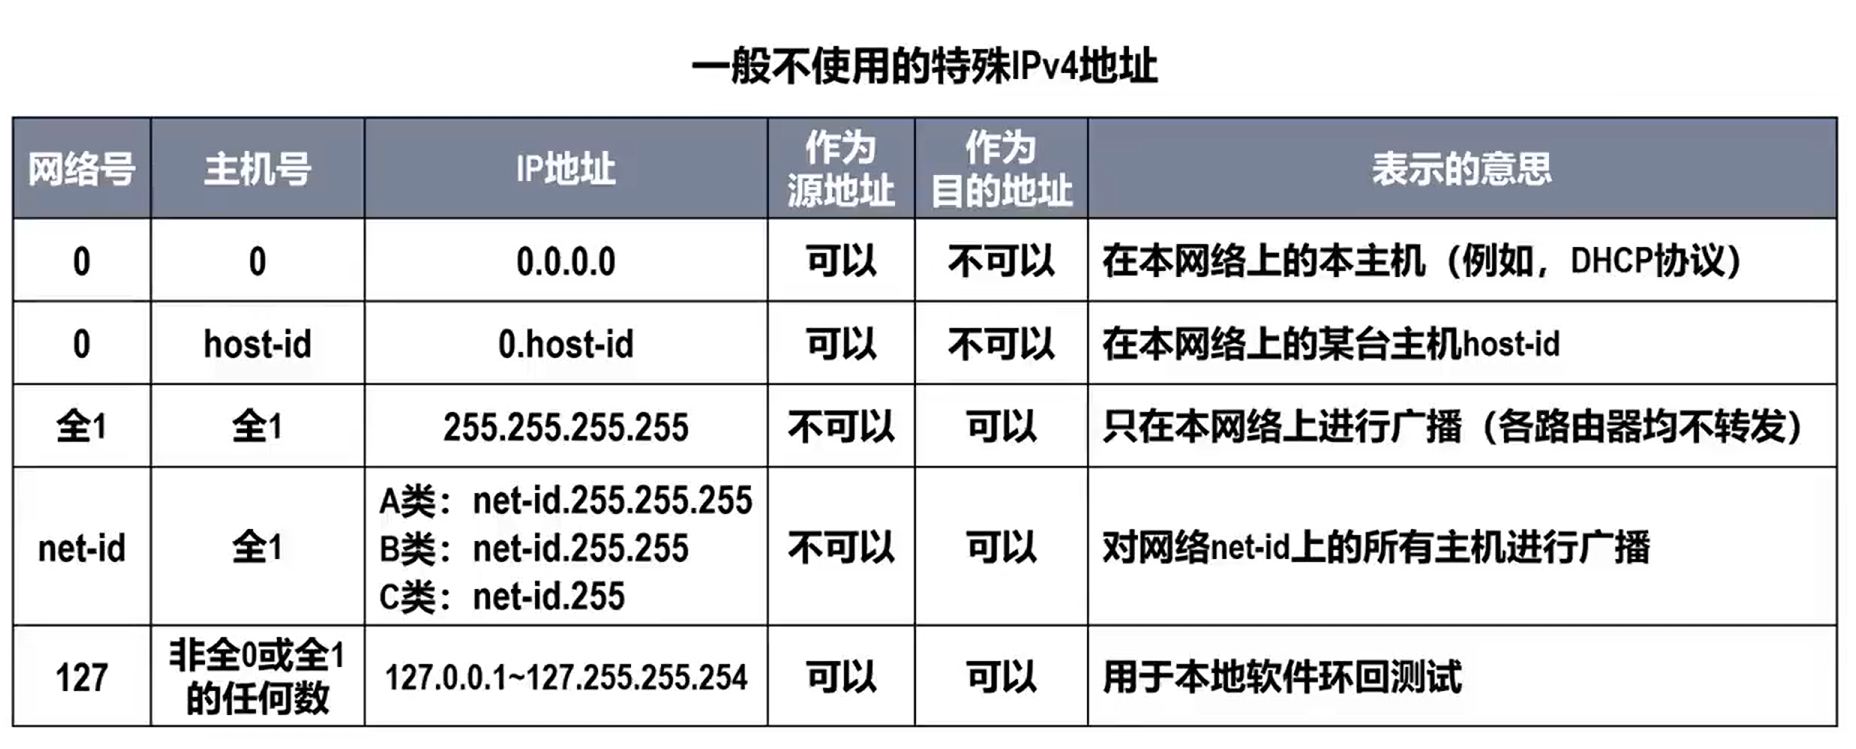 一般不使用的特殊IPv4地址
网络号 主机号 IP地址 作为源地址 作为目的地址 表示的意思
0 0 0.0.0.0 可以 不可以 在本网络上的本主机（例如，DHCP协议）
0 host-id 0.host-id 可以 不可以 在本网络上的某台主机host-id
全1 全1 255.255.255.255 不可以 可以 只在本网络上进行广播（各路由器均不转发）
net-id 全1 A类：net-id.255.255.255
B类：net-id.255.255
C类：net-id.255
不可以 可以 对网络net-id上的所有主机进行广播
127 非全0或全1
的任何数
127.0.0.1~127.255.255.254 可以 可以 用于本地软件环回测试